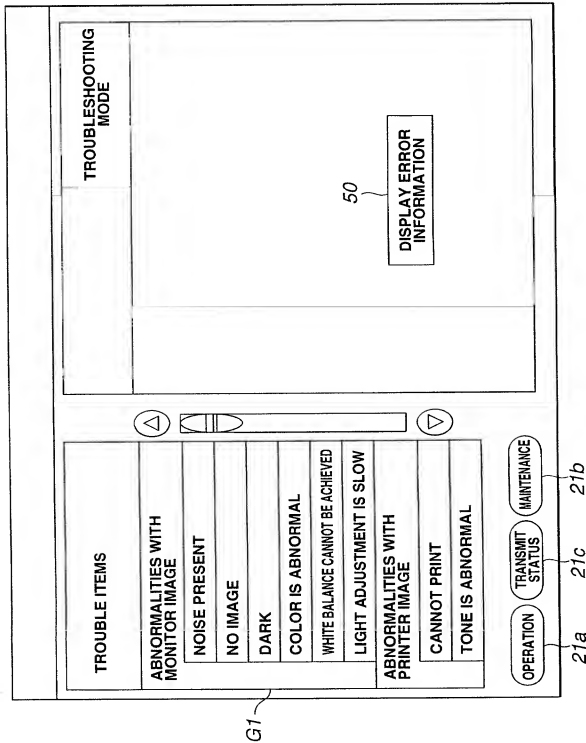 TROUBLE ITEMS
ABNORMALITIES WITH
MONITOR IMAGE
NOISE PRESENT
NO IMAGE
DARK
COLOR IS ABNORMAL
WHITE BALANCE CANNOT BE ACHIEVED
LIGHT ADJUSTMENT IS SLOW
ABNORMALITIES WITH
PRINTER IMAGE
CANNOT PRINT
TONE IS ABNORMAL
G1
TROUBLESHOOTING
MODE
50
DISPLAY ERROR
INFORMATION
OPERATION
TRANSMIT
STATUS
MAINTENANCE
21a
21c
21b